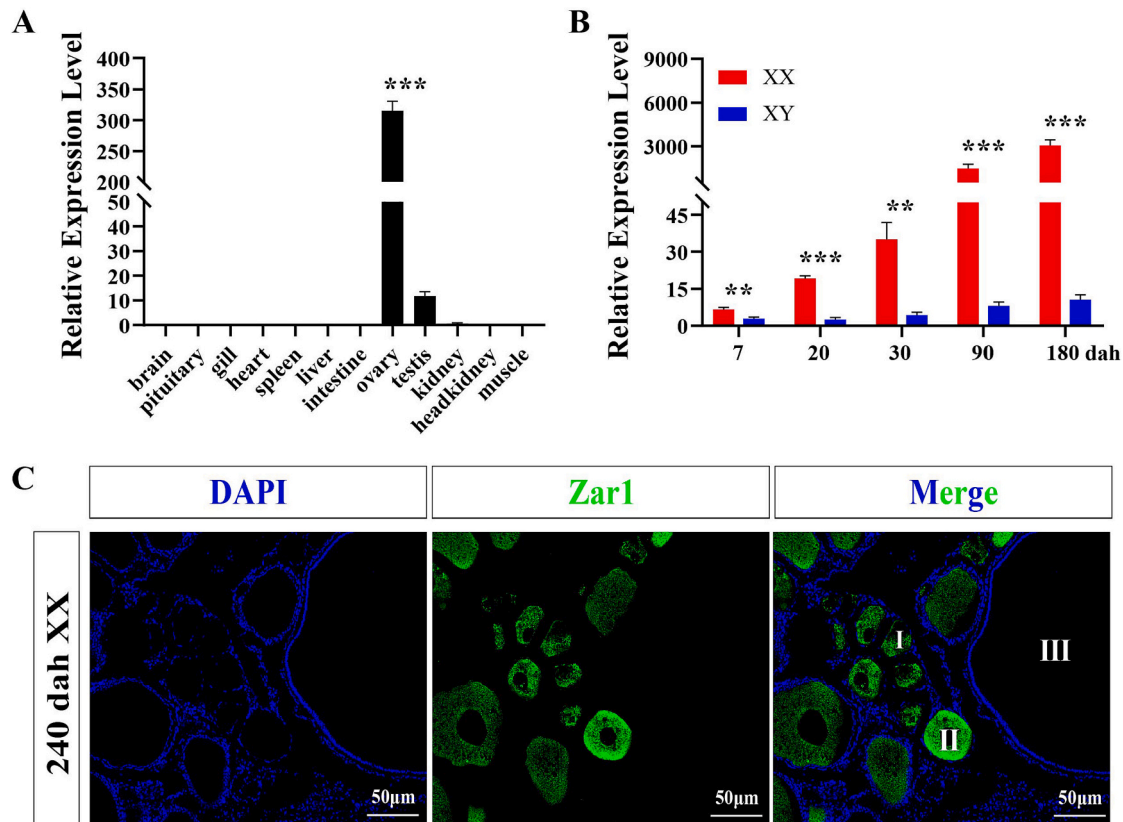 A
Relative Expression Level
400
350
300
250
200
50
40
30
20
10
0
***
brain
pituitary
gill
heart
spleen
liver
intestine
ovary
testis
kidney
headkidney
muscle
B
Relative Expression Level
9000
6000
3000
45
30
15
0
XX
XY
**
***
**
***
***
7 20 30 90 180 dah
C
DAPI
Zar1
Merge
240 dah XX
50μm
50μm
I
II
III
50μm